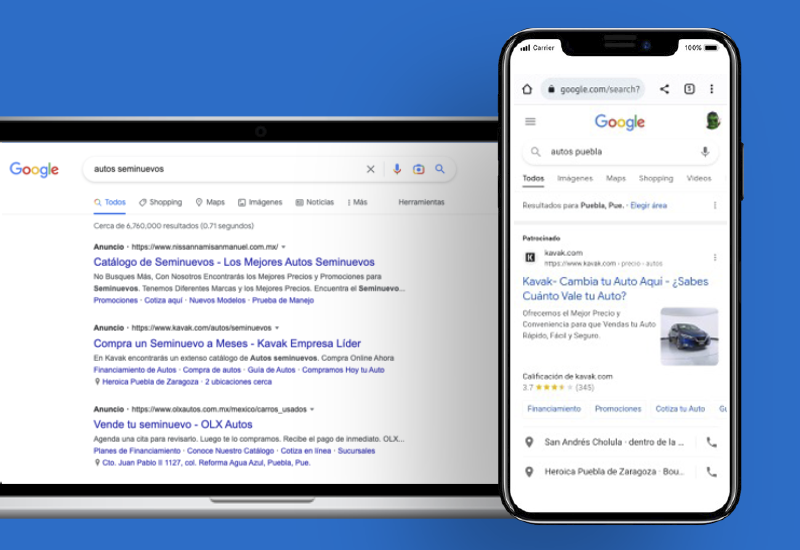 Google
autos seminuevos
Todos
Shopping
Maps
Imágenes
Noticias
Más
Herramientas
Cerca de 6,760,000 resultados (0.71 segundos)
Anuncio · https://www.nissannamisanmanuel.com.mx/
Catálogo de Seminuevos - Los Mejores Autos Seminuevos
No Busques Más, Con Nosotros Encontrarás los Mejores Precios y Promociones para
Seminuevos. Tenemos Diferentes Marcas y los Mejores Precios. Encuentra el Seminuevo...
Promociones · Cotiza aquí · Nuevos Modelos · Prueba de Manejo
Anuncio · https://www.kavak.com/autos/seminuevos
Compra un Seminuevo a Meses - Kavak Empresa Líder
En Kavak encontrarás un extenso catálogo de Autos seminuevos. Compra Online Ahora
Financiamiento de Autos · Compra de autos · Guía de Autos · Compramos Hoy tu Auto
Heroica Puebla de Zaragoza · 2 ubicaciones cerca
Anuncio · https://www.olxautos.com.mx/mexico/carros_usados
Vende tu seminuevo - OLX Autos
Agenda una cita para revisarlo. Luego te lo compramos. Recibe el pago de inmediato. OLX...
Planes de Financiamiento · Conoce Nuestro Catálogo · Cotiza en línea · Sucursales
Cto. Juan Pablo II 1127, col. Reforma Agua Azul, Puebla, Pue.
Carrier
100%
google.com/search?
1
Google
autos puebla
Todos
Imágenes
Maps
Shopping
Videos
Resultados para Puebla, Pue. · Elegir área
Patrocinado
K
kavak.com
https://www.kavak.com › precio › autos
Kavak- Cambia tu Auto Aquí - ¿Sabes
Cuánto Vale tu Auto?
Ofrecemos el Mejor Precio y
Conveniencia para que Vendas tu Auto
Rápido, Fácil y Seguro.
Calificación de kavak.com
3.7 (345)
Financiamiento
Promociones
Cotiza tu Auto
Gu
San Andrés Cholula · dentro de la ...
Heroica Puebla de Zaragoza · Bou...